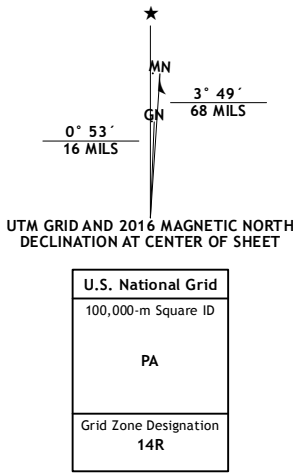 ★
MN
3° 49´
68 MILS
GN
0° 53´
16 MILS
UTM GRID AND 2016 MAGNETIC NORTH
DECLINATION AT CENTER OF SHEET
U.S. National Grid
100,000-m Square ID
PA
Grid Zone Designation
14R